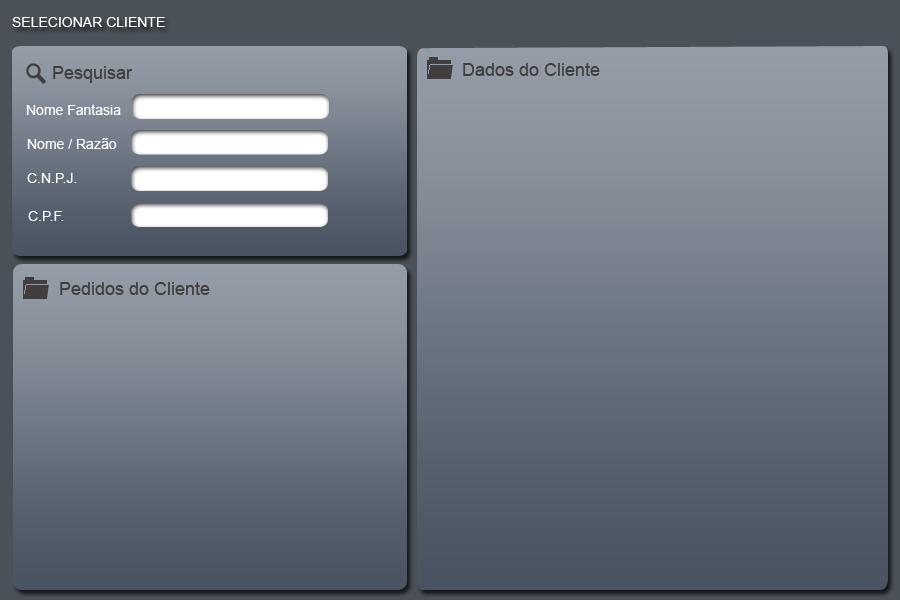 SELECIONAR CLIENTE
Pesquisar
Nome Fantasia
Nome / Razão
C.N.P.J.
C.P.F.
Pedidos do Cliente
Dados do Cliente